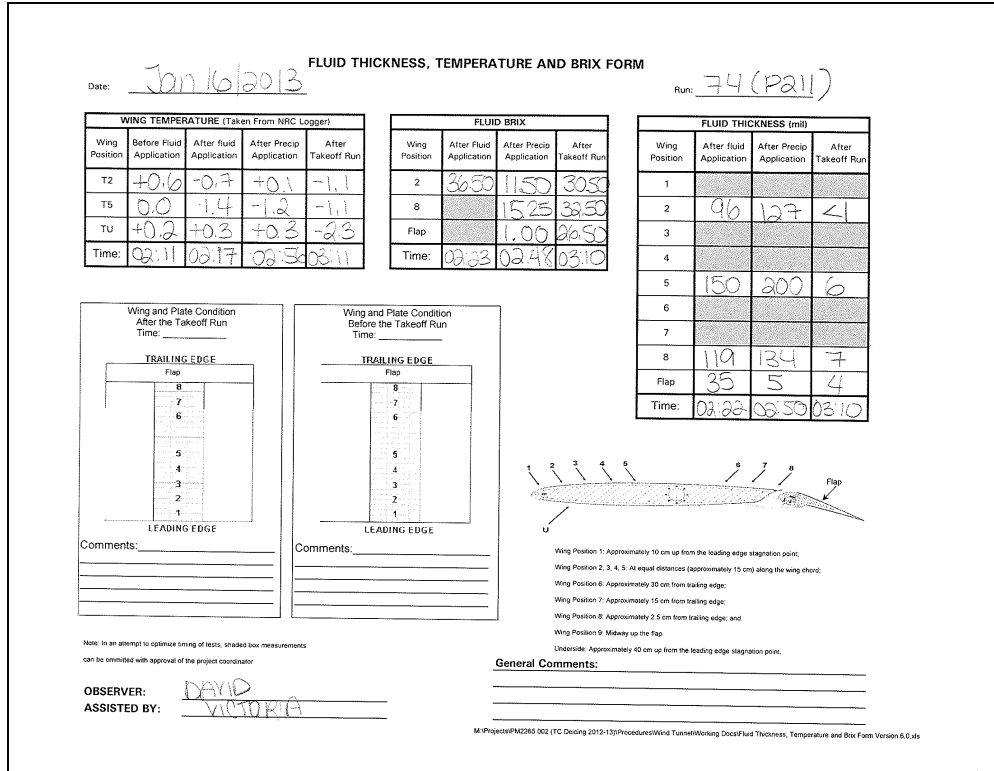 FLUID THICKNESS, TEMPERATURE AND BRIX FORM
Date: Jan 16/2013
Run: 74 (P211)
WING TEMPERATURE (Taken From NRC Logger)
Wing Position Before Fluid Application After fluid Application After Precip Application After Takeoff Run
T2 +0.6 -0.7 +0.1 -1.1
T5 0.0 -1.4 -1.2 -1.1
TU +0.2 +0.3 +0.3 -2.3
Time: 02:11 02:17 02:56 03:11
FLUID BRIX
Wing Position After Fluid Application After Precip Application After Takeoff Run
2 36.50 11.50 30.50
8 15.25 32.50
Flap 1.00 26.50
Time: 02:23 02:48 03:10
FLUID THICKNESS (mil)
Wing Position After fluid Application After Precip Application After Takeoff Run
1
2 96 127 <1
3
4
5 150 200 6
6
7
8 119 134 7
Flap 35 5 4
Time: 02:22 02:50 03:10
Wing and Plate Condition
After the Takeoff Run
Time:
TRAILING EDGE
Flap
8
7
6
5
4
3
2
1
LEADING EDGE
Comments:
Wing and Plate Condition
Before the Takeoff Run
Time:
TRAILING EDGE
Flap
8
7
6
5
4
3
2
1
LEADING EDGE
Comments:
1 2 3 4 5 6 7 8 Flap
U
Wing Position 1: Approximately 10 cm up from the leading edge stagnation point;
Wing Position 2, 3, 4, 5: At equal distances (approximately 15 cm) along the wing chord;
Wing Position 6: Approximately 30 cm from trailing edge;
Wing Position 7: Approximately 15 cm from trailing edge;
Wing Position 8: Approximately 2.5 cm from trailing edge; and
Wing Position 9: Midway up the flap
Underside: Approximately 40 cm up from the leading edge stagnation point.
Note: In an attempt to optimize timing of tests, shaded box measurements
can be ommitted with approval of the project coordinator
General Comments:
OBSERVER: DAVID
ASSISTED BY: VICTORIA
M:\Projects\PM2265.002 (TC Deicing 2012-13)\Procedures\Wind Tunnel\Working Docs\Fluid Thickness, Temperature and Brix Form Version 6.0.xls